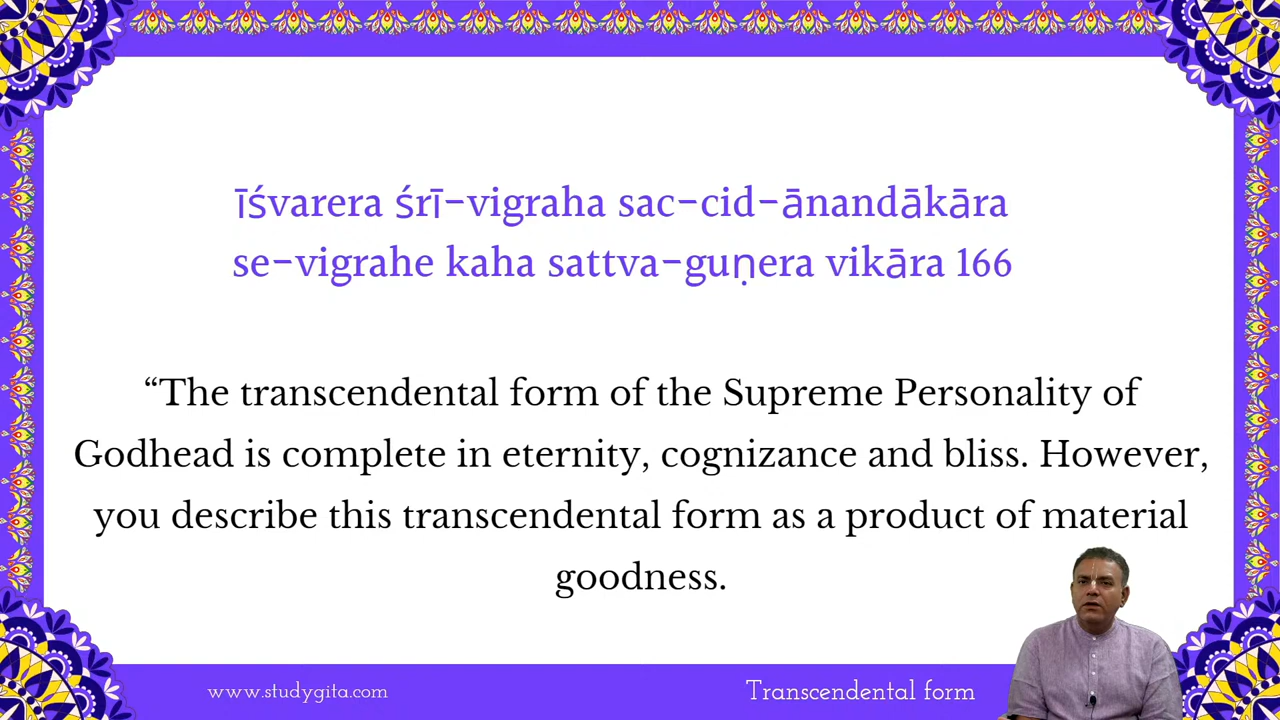 īśvarera śrī-vigraha sac-cid-ānandākāra
se-vigrahe kaha sattva-guṇera vikāra 166
“The transcendental form of the Supreme Personality of
Godhead is complete in eternity, cognizance and bliss. However,
you describe this transcendental form as a product of material
goodness.
www.studygita.com
Transcendental form